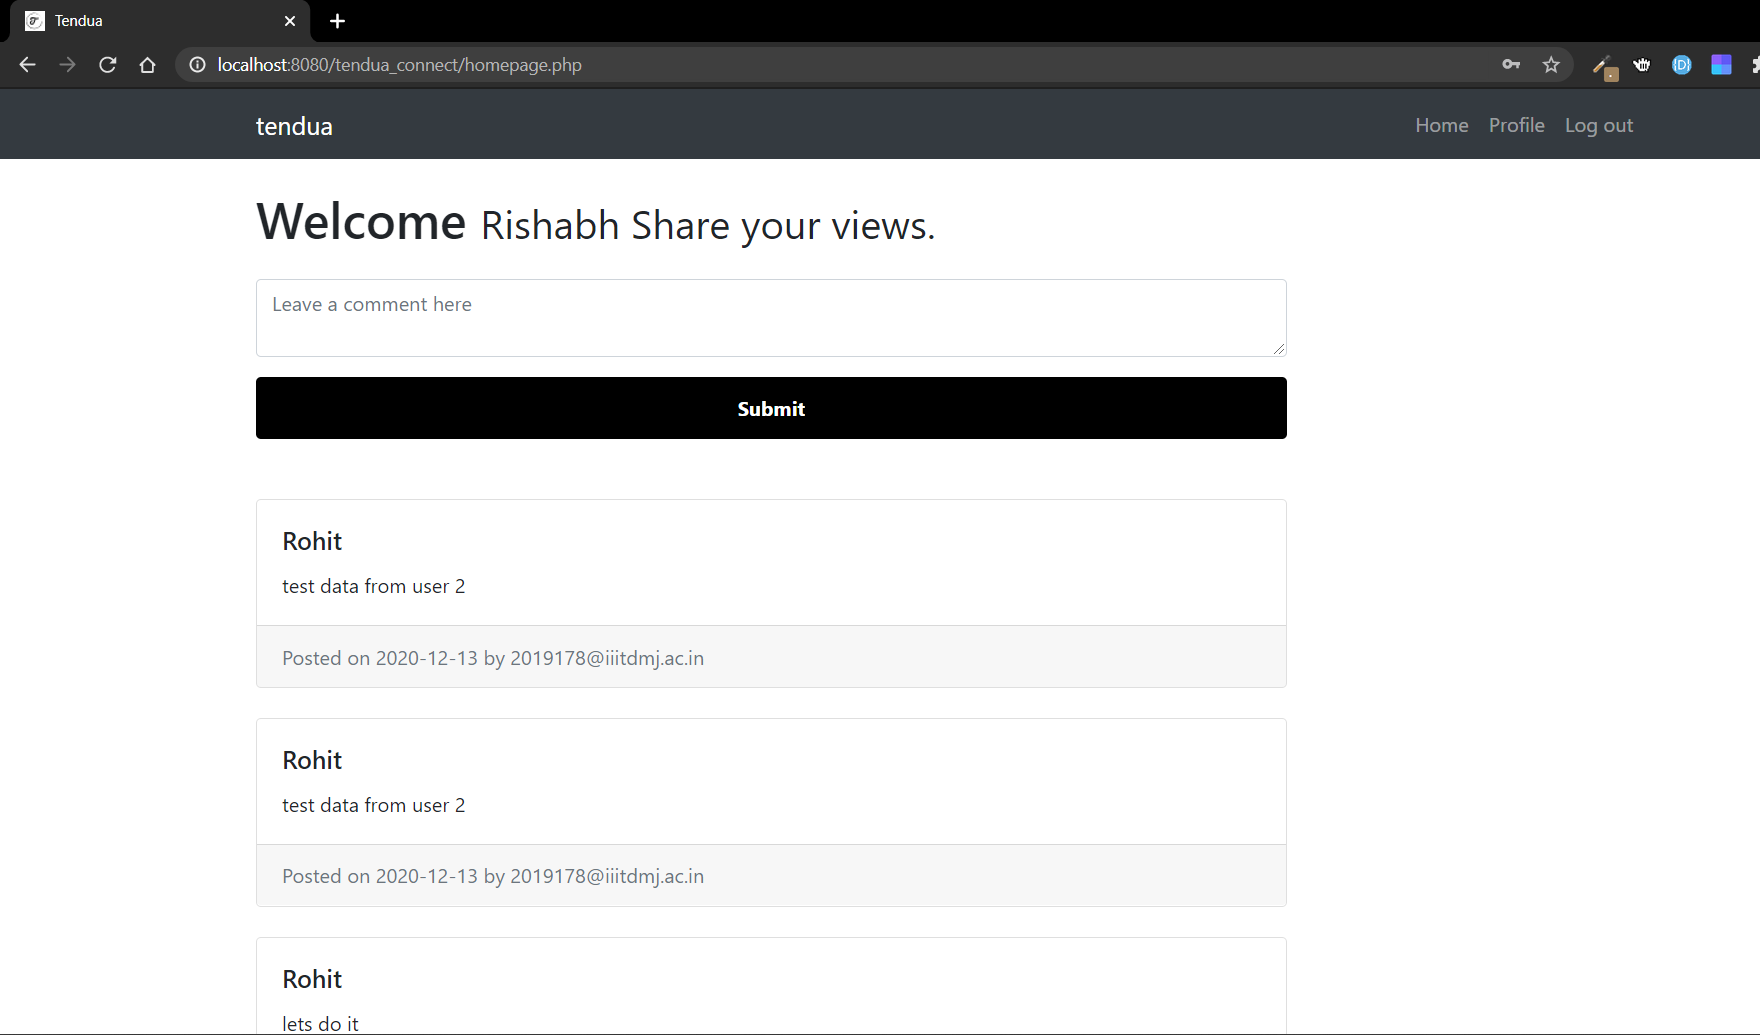 Tendua
localhost:8080/tendua_connect/homepage.php
tendua
Home Profile Log out
Welcome Rishabh Share your views.
Leave a comment here
Submit
Rohit
test data from user 2
Posted on 2020-12-13 by 2019178@iiitdmj.ac.in
Rohit
test data from user 2
Posted on 2020-12-13 by 2019178@iiitdmj.ac.in
Rohit
lets do it